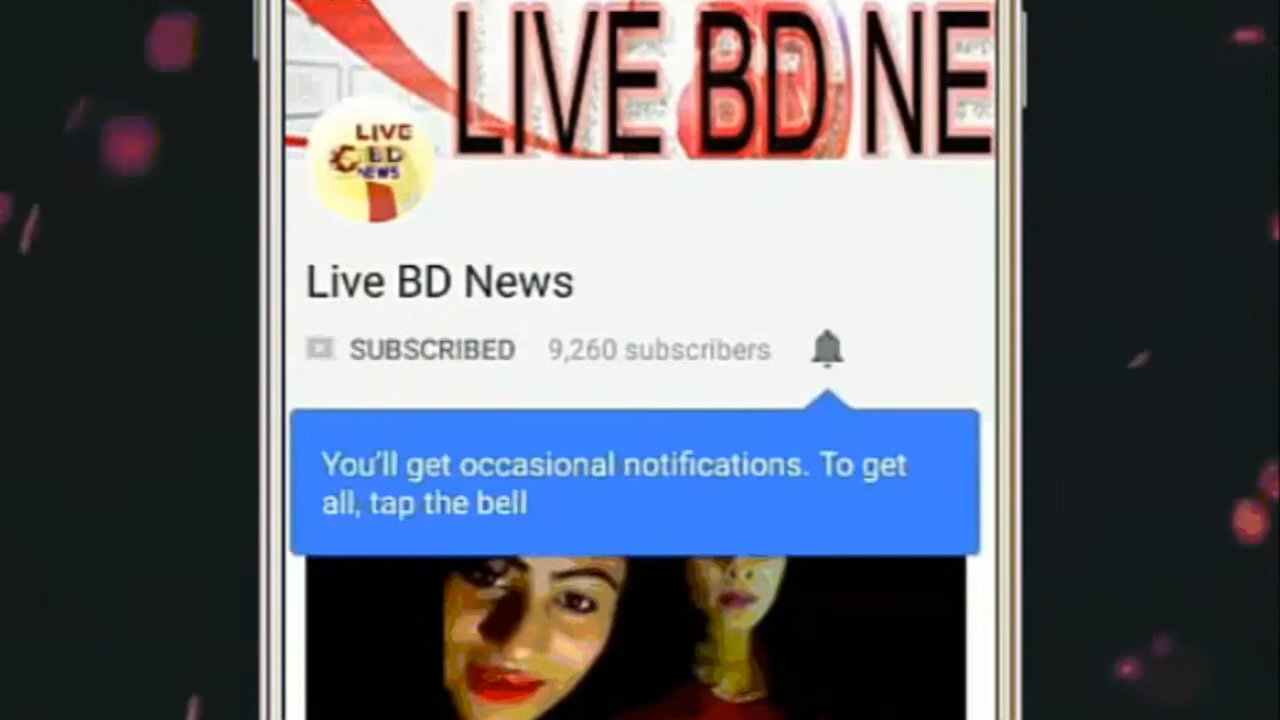 LIVE BD NE
LIVE
BD
NEWS
Live BD News
SUBSCRIBED 9,260 subscribers
You'll get occasional notifications. To get
all, tap the bell